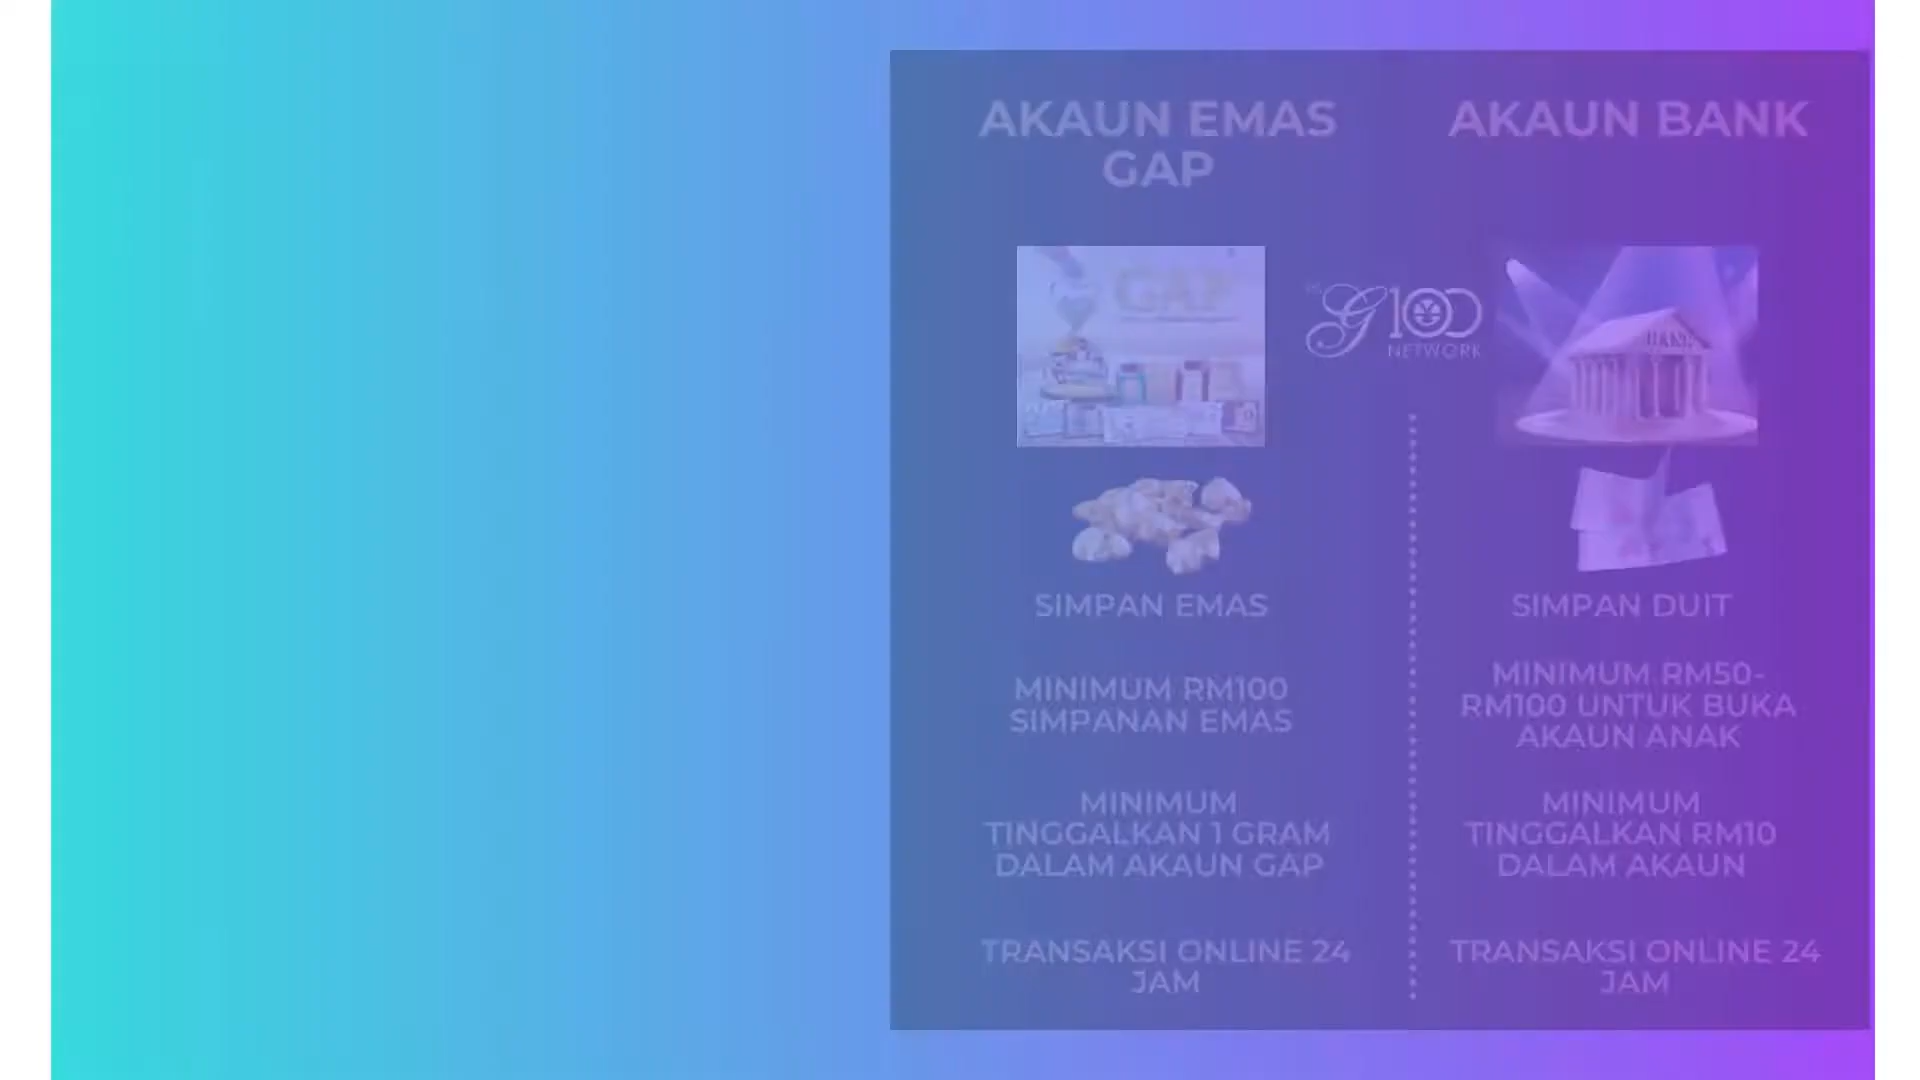 AKAUN EMAS
GAP
GAP
SIMPAN EMAS
MINIMUM RM100
SIMPANAN EMAS
MINIMUM
TINGGALKAN 1 GRAM
DALAM AKAUN GAP
TRANSAKSI ONLINE 24
JAM
G100
NETWORK
AKAUN BANK
BANK
SIMPAN DUIT
MINIMUM RM50-
RM100 UNTUK BUKA
AKAUN ANAK
MINIMUM
TINGGALKAN RM10
DALAM AKAUN
TRANSAKSI ONLINE 24
JAM